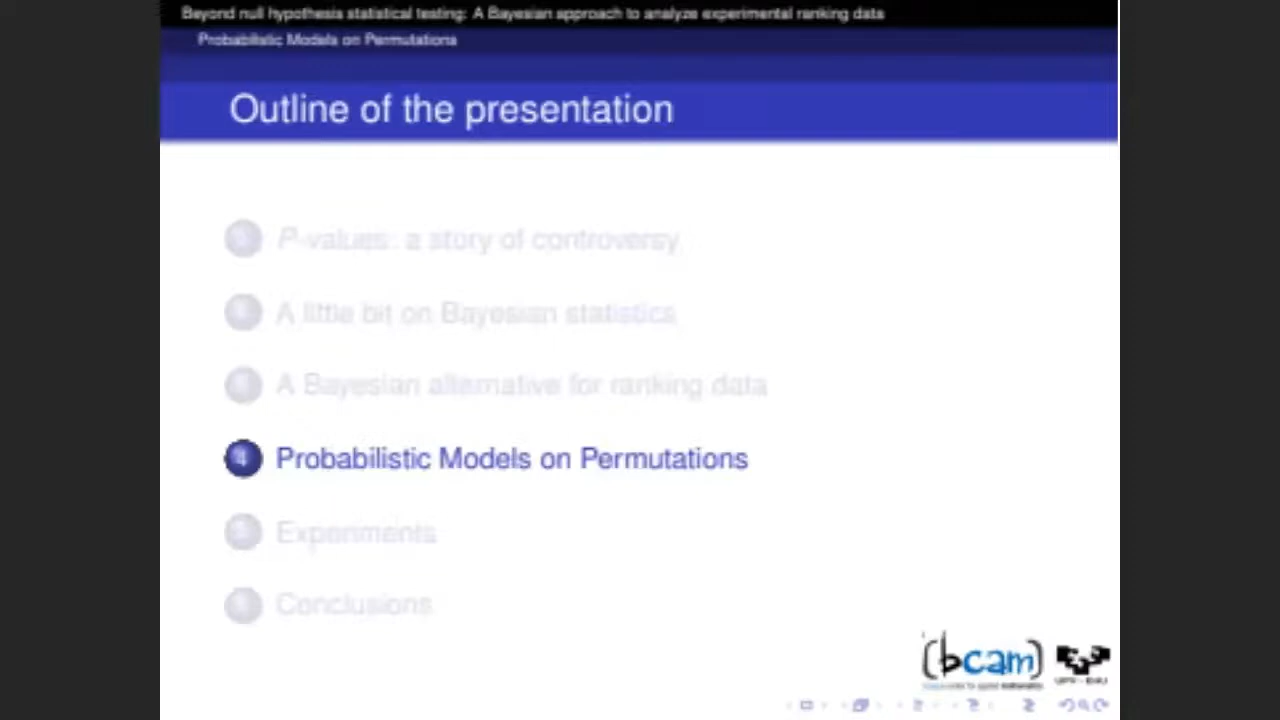 Beyond null hypothesis statistical testing: A Bayesian approach to analyze experimental ranking data
Probabilistic Models on Permutations
Outline of the presentation
P-values: a story of controversy
A little bit on Bayesian statistics
A Bayesian alternative for ranking data
4 Probabilistic Models on Permutations
Experiments
Conclusions
(bcam)